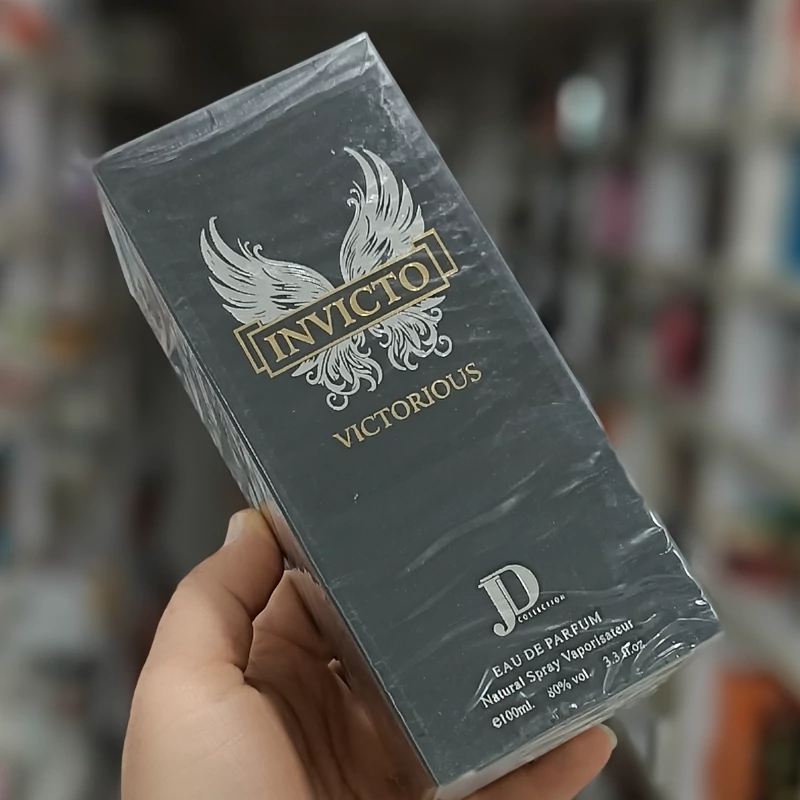 INVICTO
VICTORIOUS
JD
COLLECTION
EAU DE PARFUM
Natural Spray Vaporisateur
e100ml. 80% vol. 3.3 fl.oz